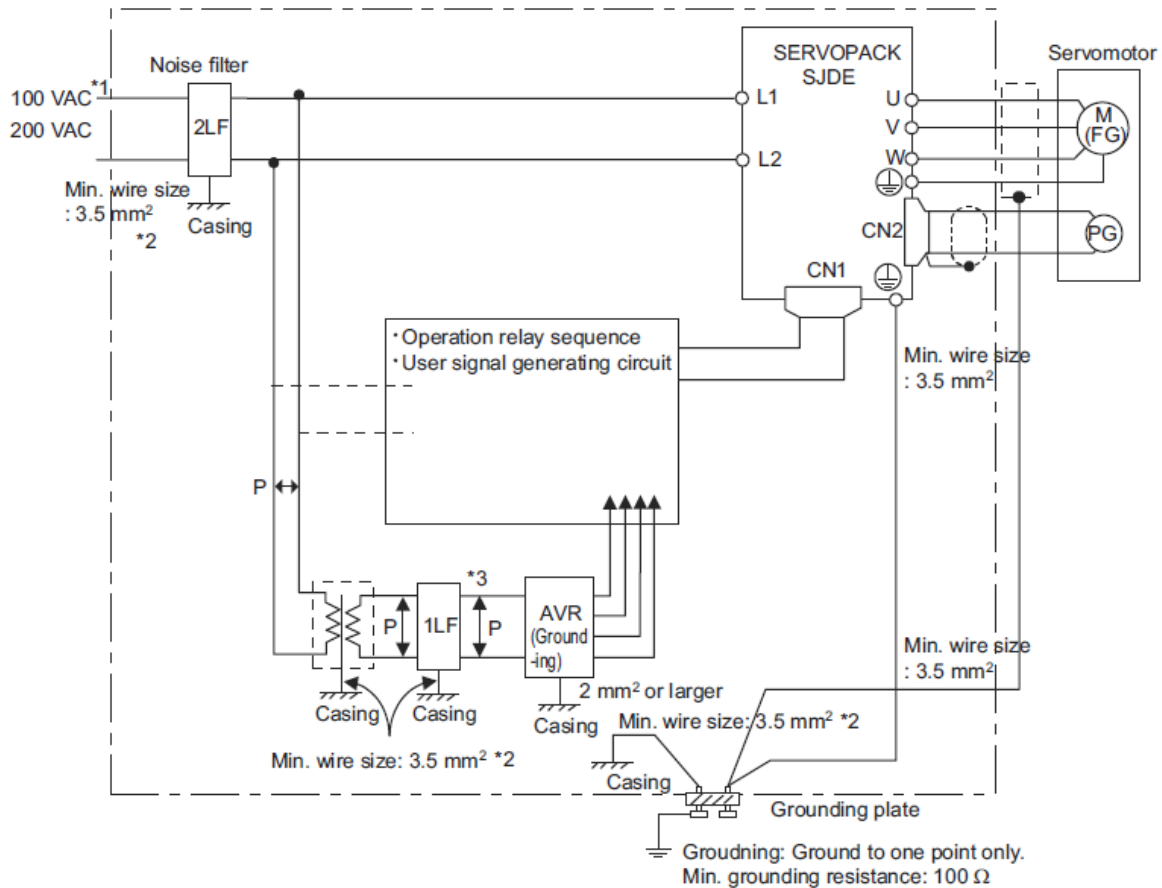 Noise filter
100 VAC*1
200 VAC
2LF
Min. wire size
: 3.5 mm²
*2
Casing
SERVOPACK
SJDE
L1
L2
U
V
W
CN2
CN1
Servomotor
M
(FG)
PG
・Operation relay sequence
・User signal generating circuit
Min. wire size
: 3.5 mm²
P
*3
P
1LF
P
AVR
(Ground
-ing)
Casing
Casing
2 mm² or larger
Casing
Min. wire size: 3.5 mm² *2
Min. wire size
: 3.5 mm²
Min. wire size: 3.5 mm² *2
Casing
Grounding plate
Groudning: Ground to one point only.
Min. grounding resistance: 100 Ω